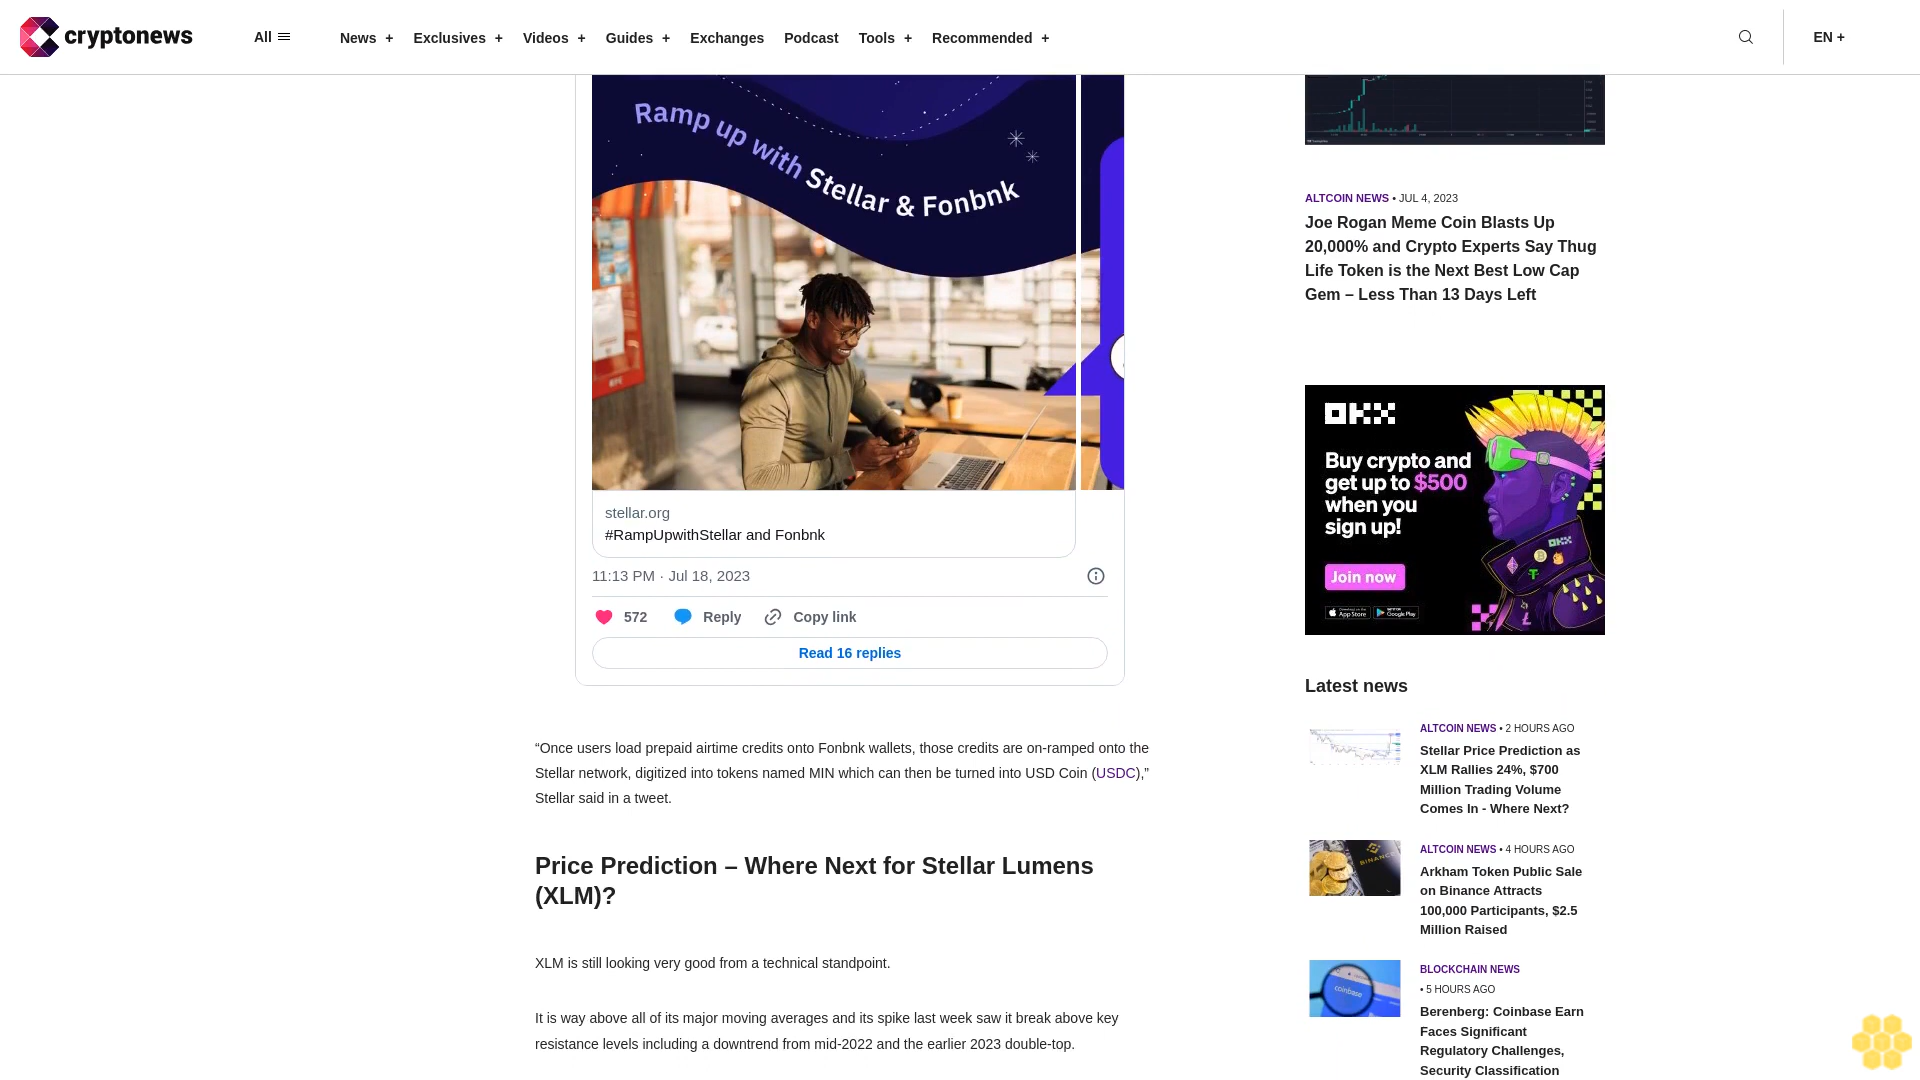 cryptonews
All
News +
Exclusives +
Videos +
Guides +
Exchanges
Podcast
Tools +
Recommended +
EN +
Ramp up with Stellar & Fonbnk
stellar.org
#RampUpwithStellar and Fonbnk
11:13 PM · Jul 18, 2023
572
Reply
Copy link
Read 16 replies
“Once users load prepaid airtime credits onto Fonbnk wallets, those credits are on-ramped onto the
Stellar network, digitized into tokens named MIN which can then be turned into USD Coin (USDC),”
Stellar said in a tweet.
Price Prediction – Where Next for Stellar Lumens
(XLM)?
XLM is still looking very good from a technical standpoint.
It is way above all of its major moving averages and its spike last week saw it break above key
resistance levels including a downtrend from mid-2022 and the earlier 2023 double-top.
ALTCOIN NEWS • JUL 4, 2023
Joe Rogan Meme Coin Blasts Up
20,000% and Crypto Experts Say Thug
Life Token is the Next Best Low Cap
Gem – Less Than 13 Days Left
OKX
Buy crypto and
get up to $500
when you
sign up!
Join now
App Store
Google Play
OKX
Latest news
ALTCOIN NEWS • 2 HOURS AGO
Stellar Price Prediction as
XLM Rallies 24%, $700
Million Trading Volume
Comes In - Where Next?
BINANCE
ALTCOIN NEWS • 4 HOURS AGO
Arkham Token Public Sale
on Binance Attracts
100,000 Participants, $2.5
Million Raised
coinbase
BLOCKCHAIN NEWS
• 5 HOURS AGO
Berenberg: Coinbase Earn
Faces Significant
Regulatory Challenges,
Security Classification